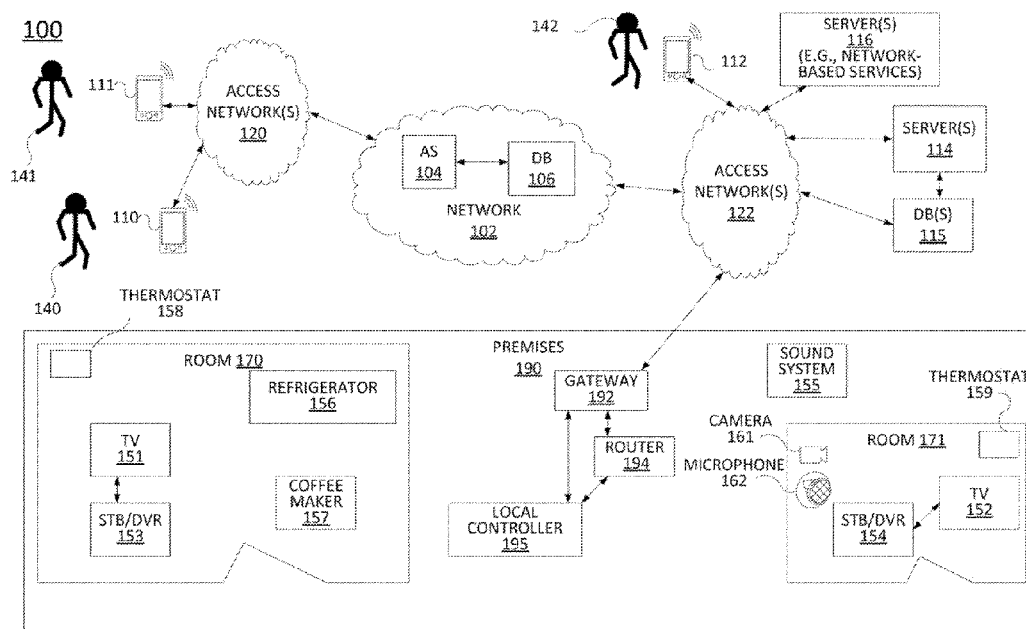 100
111
141
110
140
ACCESS
NETWORK(S)
120
AS
104
DB
106
NETWORK
102
142
112
SERVER(S)
116
(E.G., NETWORK-
BASED SERVICES)
ACCESS
NETWORK(S)
122
SERVER(S)
114
DB(S)
115
THERMOSTAT
158
ROOM 170
REFRIGERATOR
156
TV
151
STB/DVR
153
COFFEE
MAKER
157
PREMISES
190
GATEWAY
192
ROUTER
194
LOCAL
CONTROLLER
195
SOUND
SYSTEM
155
THERMOSTAT
159
CAMERA
161
MICROPHONE
162
ROOM 171
TV
152
STB/DVR
154